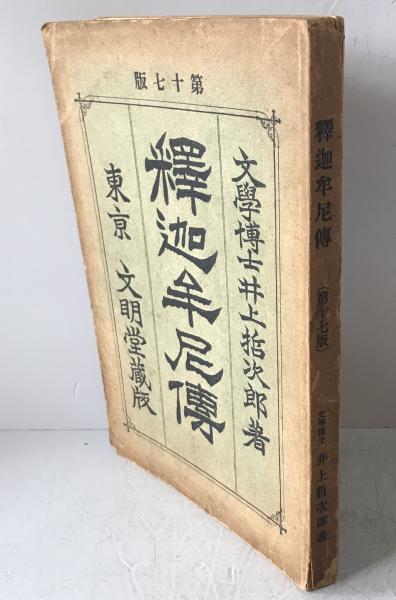 第十七版
文學博士井上哲次郎著
釋迦牟尼傳
東京 文明堂蔵版
釋迦牟尼傳
(第十七版)
文學博士 井上哲次郎著